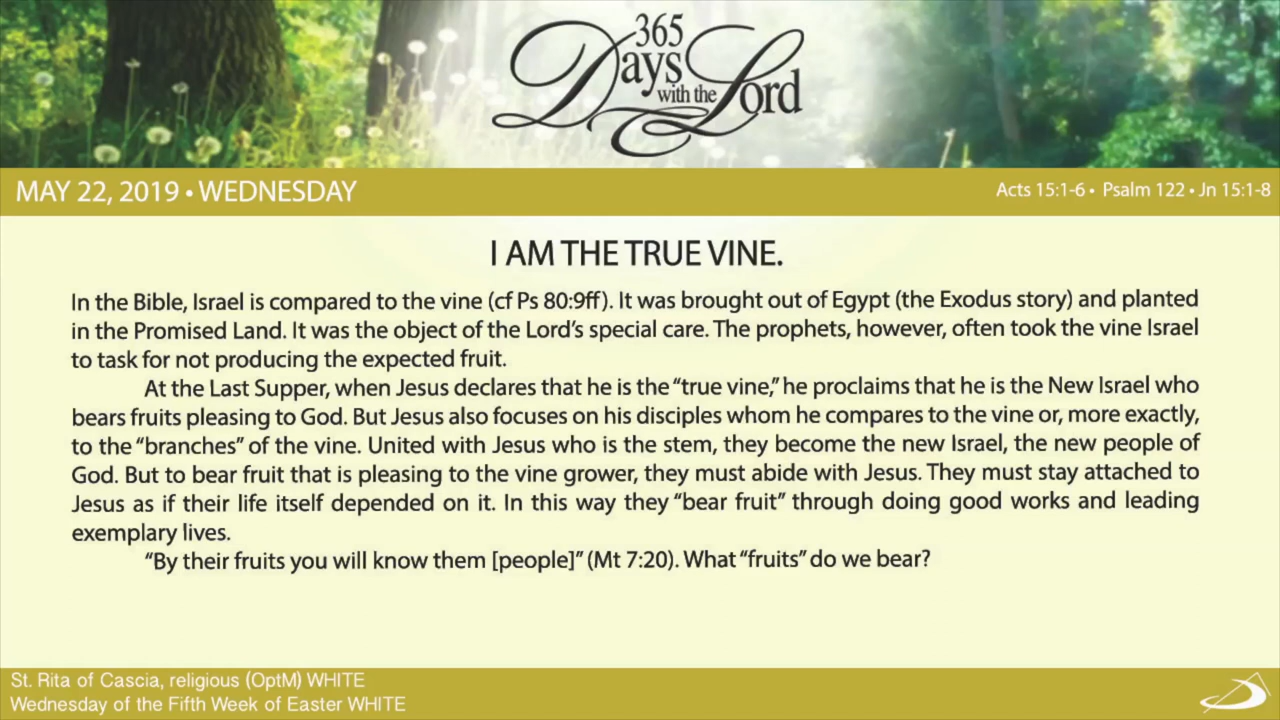 365
Days
with the Lord
MAY 22, 2019 • WEDNESDAY
Acts 15:1-6 • Psalm 122 • Jn 15:1-8
I AM THE TRUE VINE.
In the Bible, Israel is compared to the vine (cf Ps 80:9ff). It was brought out of Egypt (the Exodus story) and planted
in the Promised Land. It was the object of the Lord's special care. The prophets, however, often took the vine Israel
to task for not producing the expected fruit.
At the Last Supper, when Jesus declares that he is the “true vine,” he proclaims that he is the New Israel who
bears fruits pleasing to God. But Jesus also focuses on his disciples whom he compares to the vine or, more exactly,
to the “branches” of the vine. United with Jesus who is the stem, they become the new Israel, the new people of
God. But to bear fruit that is pleasing to the vine grower, they must abide with Jesus. They must stay attached to
Jesus as if their life itself depended on it. In this way they “bear fruit” through doing good works and leading
exemplary lives.
“By their fruits you will know them [people]” (Mt 7:20). What “fruits” do we bear?
St. Rita of Cascia, religious (OptM) WHITE
Wednesday of the Fifth Week of Easter WHITE